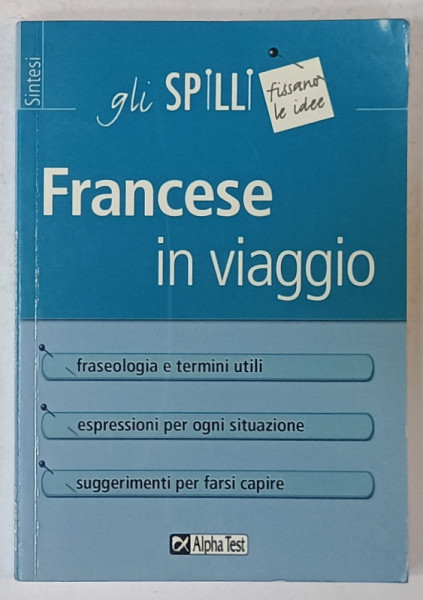 Sintesi
gli SPILLI
fissano
le idee
Francese
in viaggio
fraseologia e termini utili
espressioni per ogni situazione
suggerimenti per farsi capire
α Alpha Test